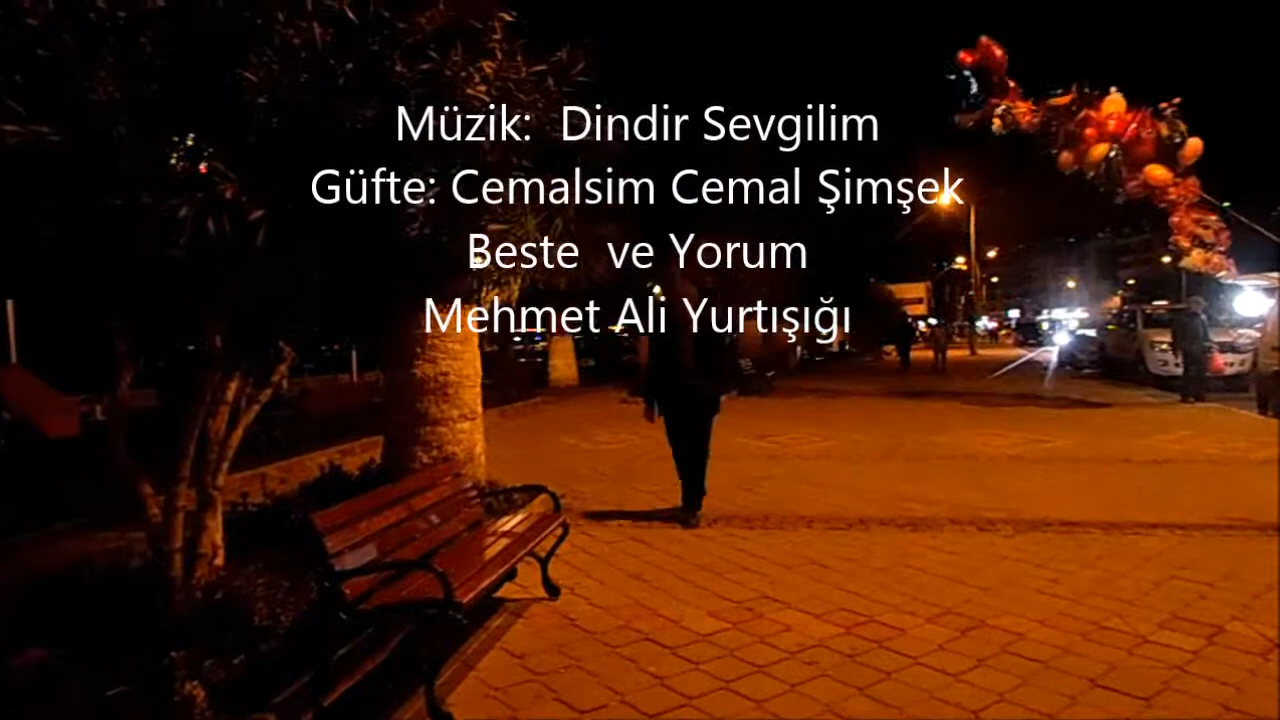 Müzik:  Dindir Sevgilim
Güfte: Cemalsim Cemal Şimşek
Beste  ve Yorum
Mehmet Ali Yurtışığı